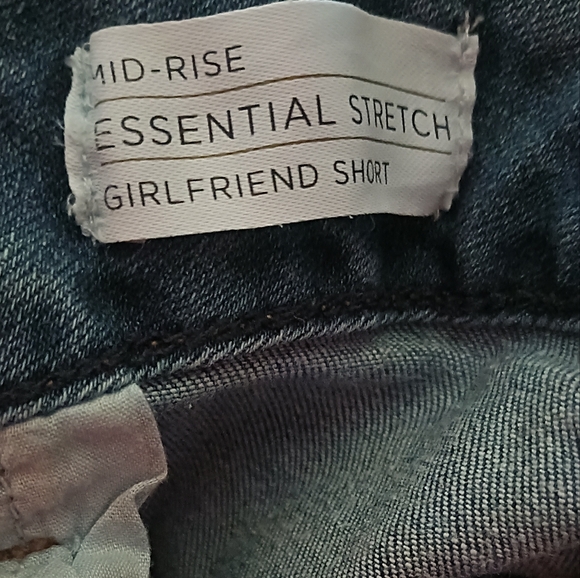 MID-RISE
ESSENTIAL STRETCH
GIRLFRIEND SHORT